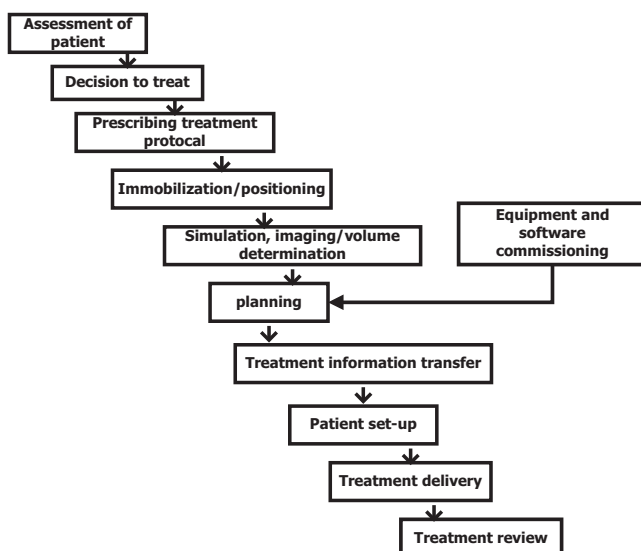 Assessment of
patient
Decision to treat
Prescribing treatment
protocal
Immobilization/positioning
Simulation, imaging/volume
determination
Equipment and
software
commissioning
planning
Treatment information transfer
Patient set-up
Treatment delivery
Treatment review